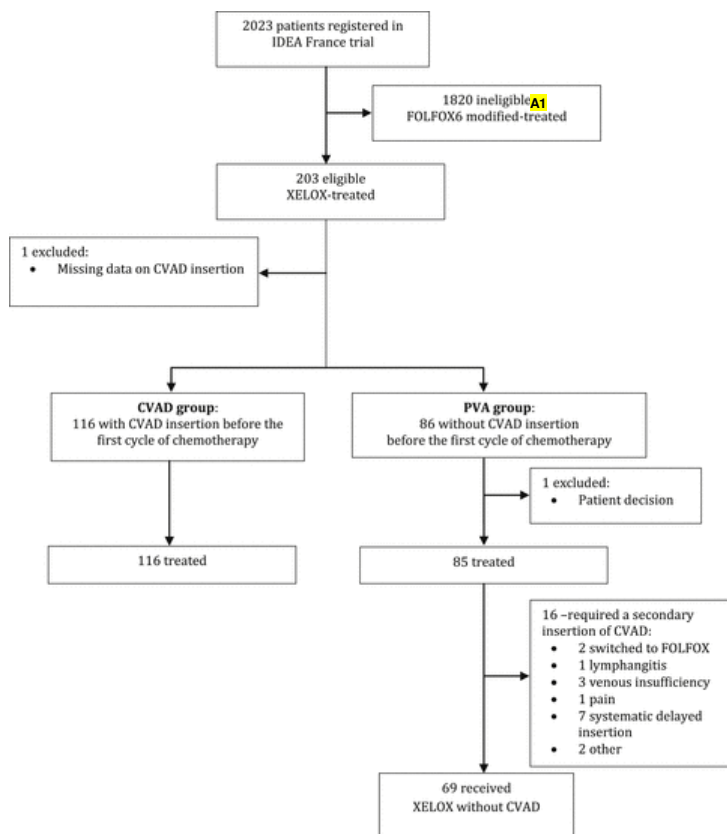 2023 patients registered in
IDEA France trial
1820 ineligible A1
FOLFOX6 modified-treated
203 eligible
XELOX-treated
1 excluded:
• Missing data on CVAD insertion
CVAD group:
116 with CVAD insertion before the
first cycle of chemotherapy
PVA group:
86 without CVAD insertion
before the first cycle of chemotherapy
1 excluded:
• Patient decision
116 treated
85 treated
16 –required a secondary
insertion of CVAD:
• 2 switched to FOLFOX
• 1 lymphangitis
• 3 venous insufficiency
• 1 pain
• 7 systematic delayed
insertion
• 2 other
69 received
XELOX without CVAD